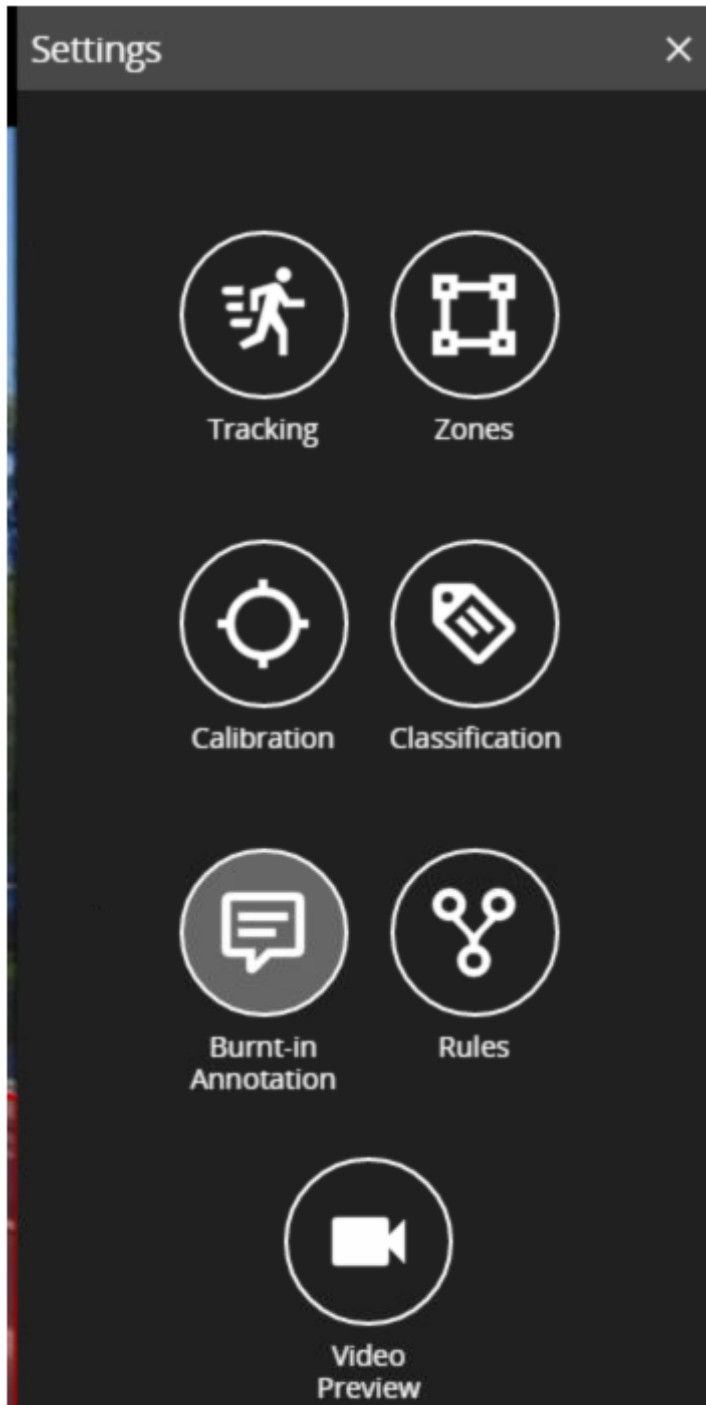 Settings
Tracking
Zones
Calibration
Classification
Burnt-in
Annotation
Rules
Video
Preview